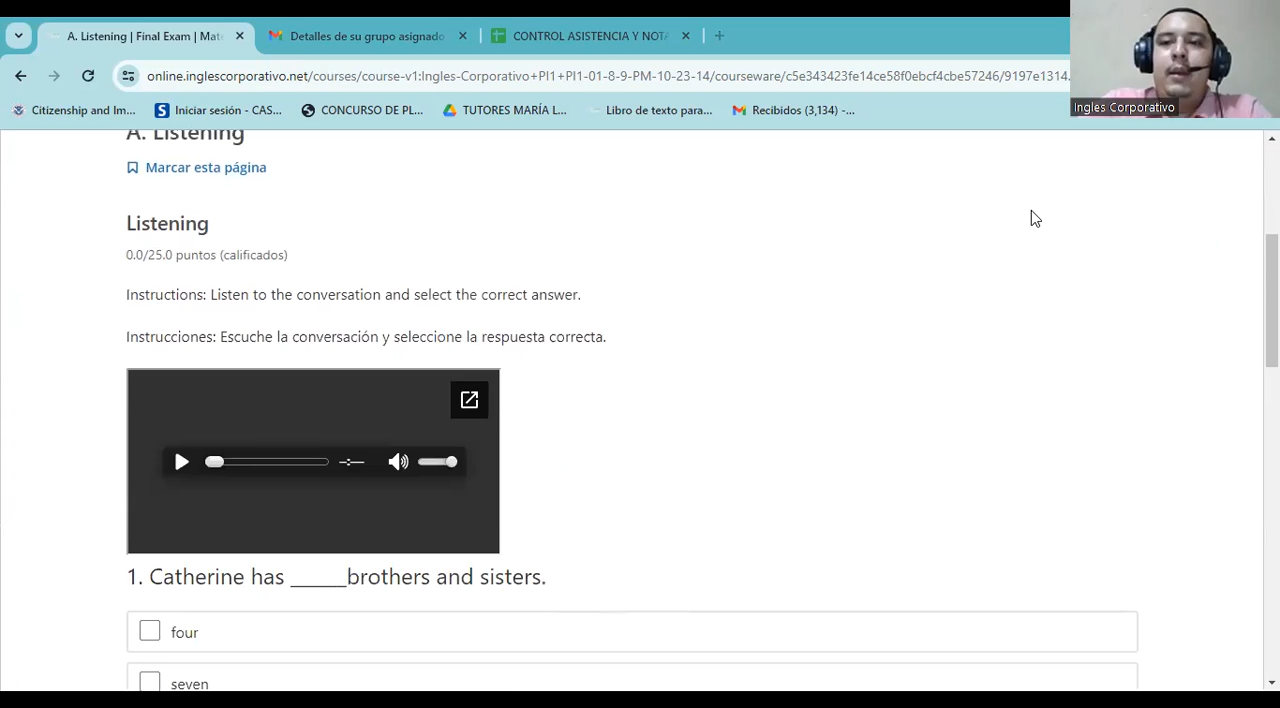 A. Listening | Final Exam | Mat
Detalles de su grupo asignado
CONTROL ASISTENCIA Y NOTA
online.inglescorporativo.net/courses/course-v1:Ingles-Corporativo+PI1+PI1-01-8-9-PM-10-23-14/courseware/c5e343423fe14ce58f0ebcf4cbe57246/9197e1314.
Ingles Corporativo
Citizenship and Im...
Iniciar sesión - CAS...
CONCURSO DE PL...
TUTORES MARÍA L...
Libro de texto para...
Recibidos (3,134) -...
A. Listening
Marcar esta página
Listening
0.0/25.0 puntos (calificados)
Instructions: Listen to the conversation and select the correct answer.
Instrucciones: Escuche la conversación y seleccione la respuesta correcta.
-:-
1. Catherine has ______brothers and sisters.
four
seven